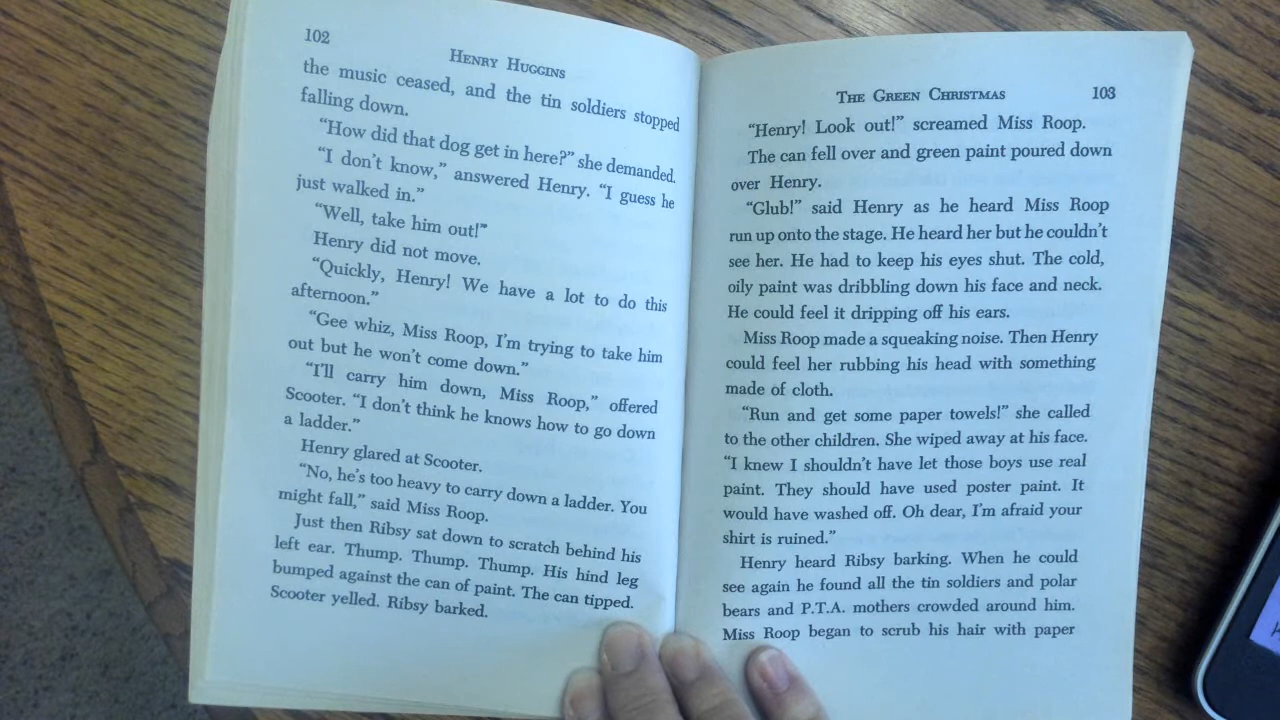 102
HENRY HUGGINS
the music ceased, and the tin soldiers stopped
falling down.
“How did that dog get in here?” she demanded.
“I don’t know,” answered Henry. “I guess he
just walked in.”
“Well, take him out!”
Henry did not move.
“Quickly, Henry! We have a lot to do this
afternoon.”
“Gee whiz, Miss Roop, I’m trying to take him
out but he won’t come down.”
“I’ll carry him down, Miss Roop,” offered
Scooter. “I don’t think he knows how to go down
a ladder.”
Henry glared at Scooter.
“No, he’s too heavy to carry down a ladder. You
might fall,” said Miss Roop.
Just then Ribsy sat down to scratch behind his
left ear. Thump. Thump. Thump. His hind leg
bumped against the can of paint. The can tipped.
Scooter yelled. Ribsy barked.
THE GREEN CHRISTMAS 103
“Henry! Look out!” screamed Miss Roop.
The can fell over and green paint poured down
over Henry.
“Glub!” said Henry as he heard Miss Roop
run up onto the stage. He heard her but he couldn’t
see her. He had to keep his eyes shut. The cold,
oily paint was dribbling down his face and neck.
He could feel it dripping off his ears.
Miss Roop made a squeaking noise. Then Henry
could feel her rubbing his head with something
made of cloth.
“Run and get some paper towels!” she called
to the other children. She wiped away at his face.
“I knew I shouldn’t have let those boys use real
paint. They should have used poster paint. It
would have washed off. Oh dear, I’m afraid your
shirt is ruined.”
Henry heard Ribsy barking. When he could
see again he found all the tin soldiers and polar
bears and P.T.A. mothers crowded around him.
Miss Roop began to scrub his hair with paper